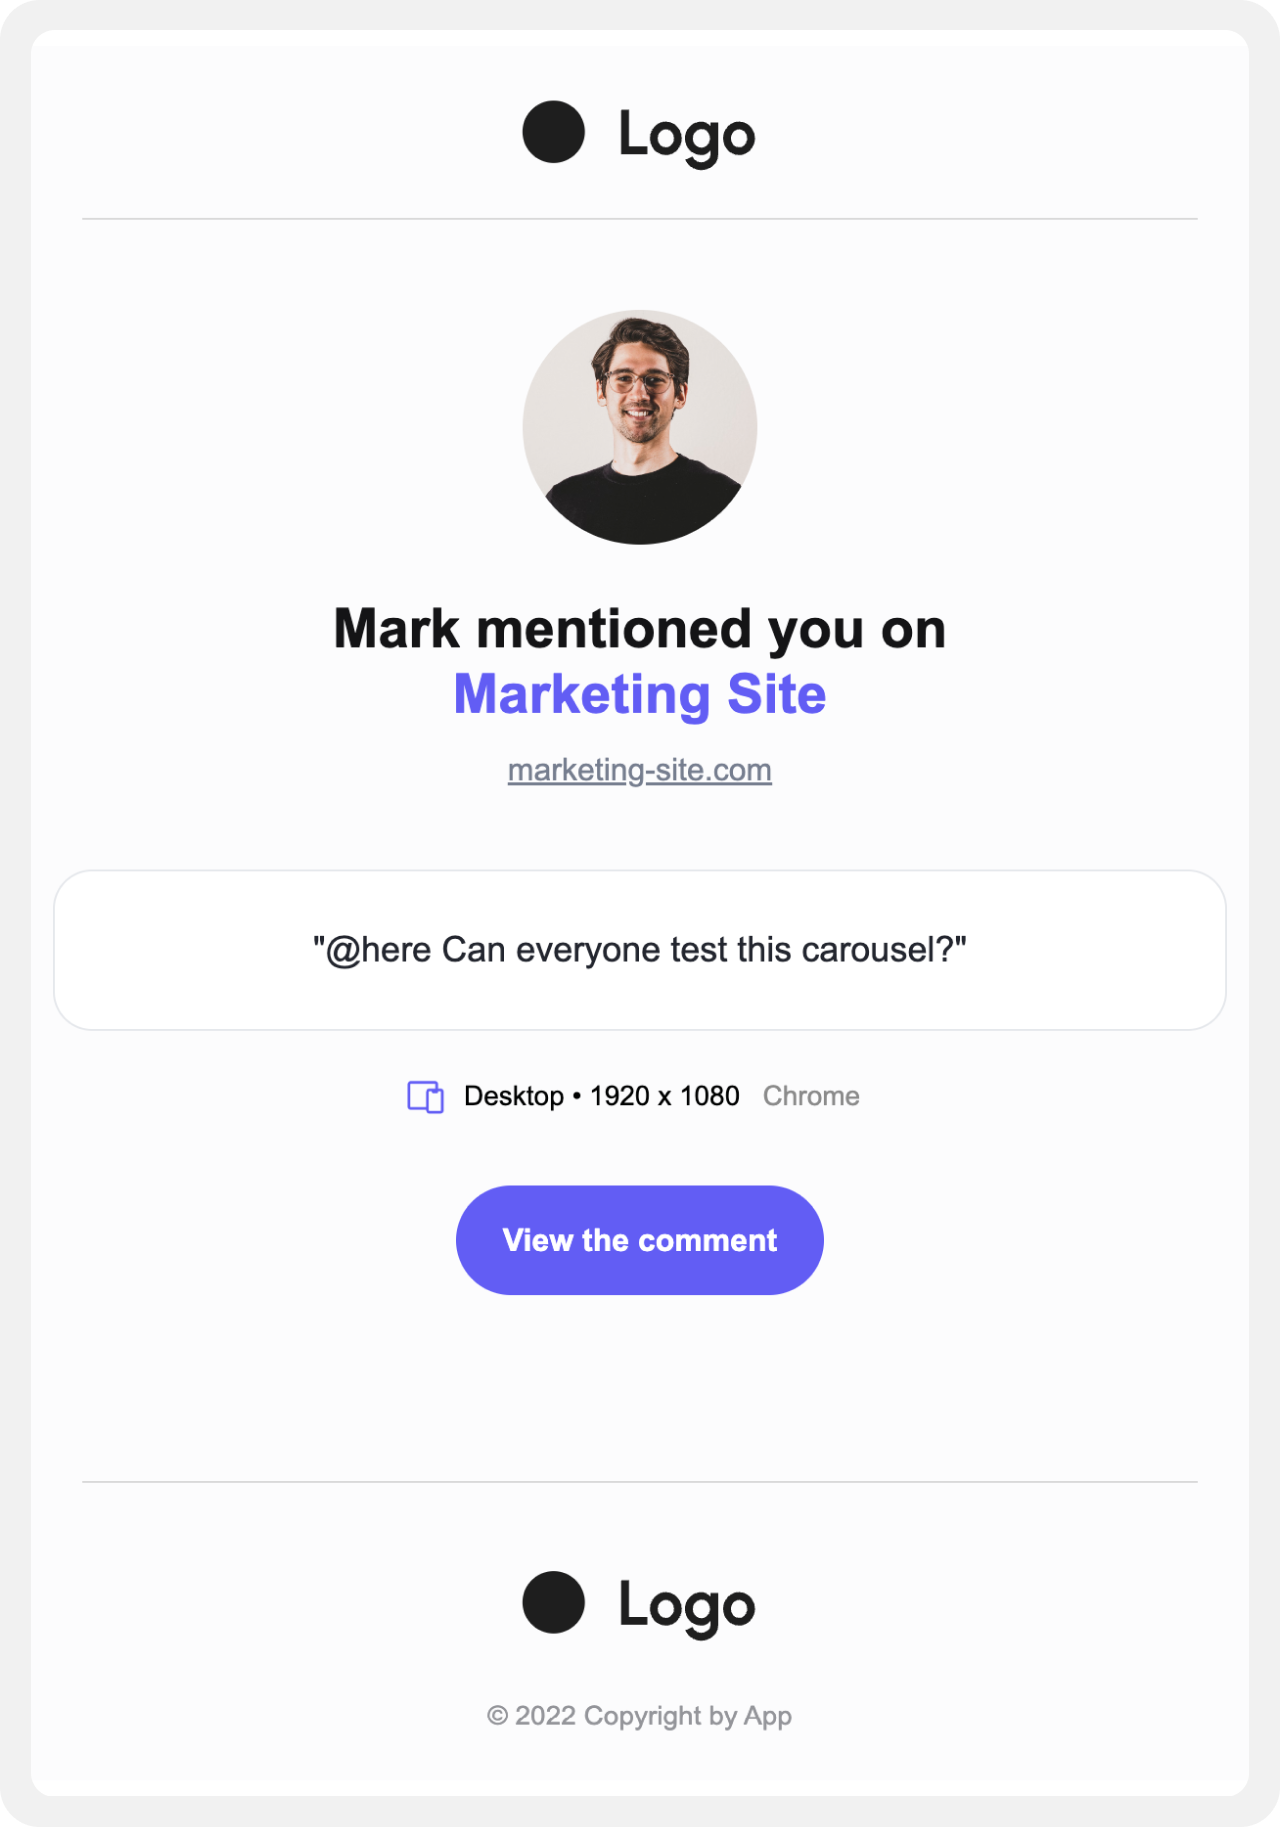 Logo
Mark mentioned you on
Marketing Site
marketing-site.com
"@here Can everyone test this carousel?"
Desktop • 1920 x 1080 Chrome
View the comment
Logo
© 2022 Copyright by App